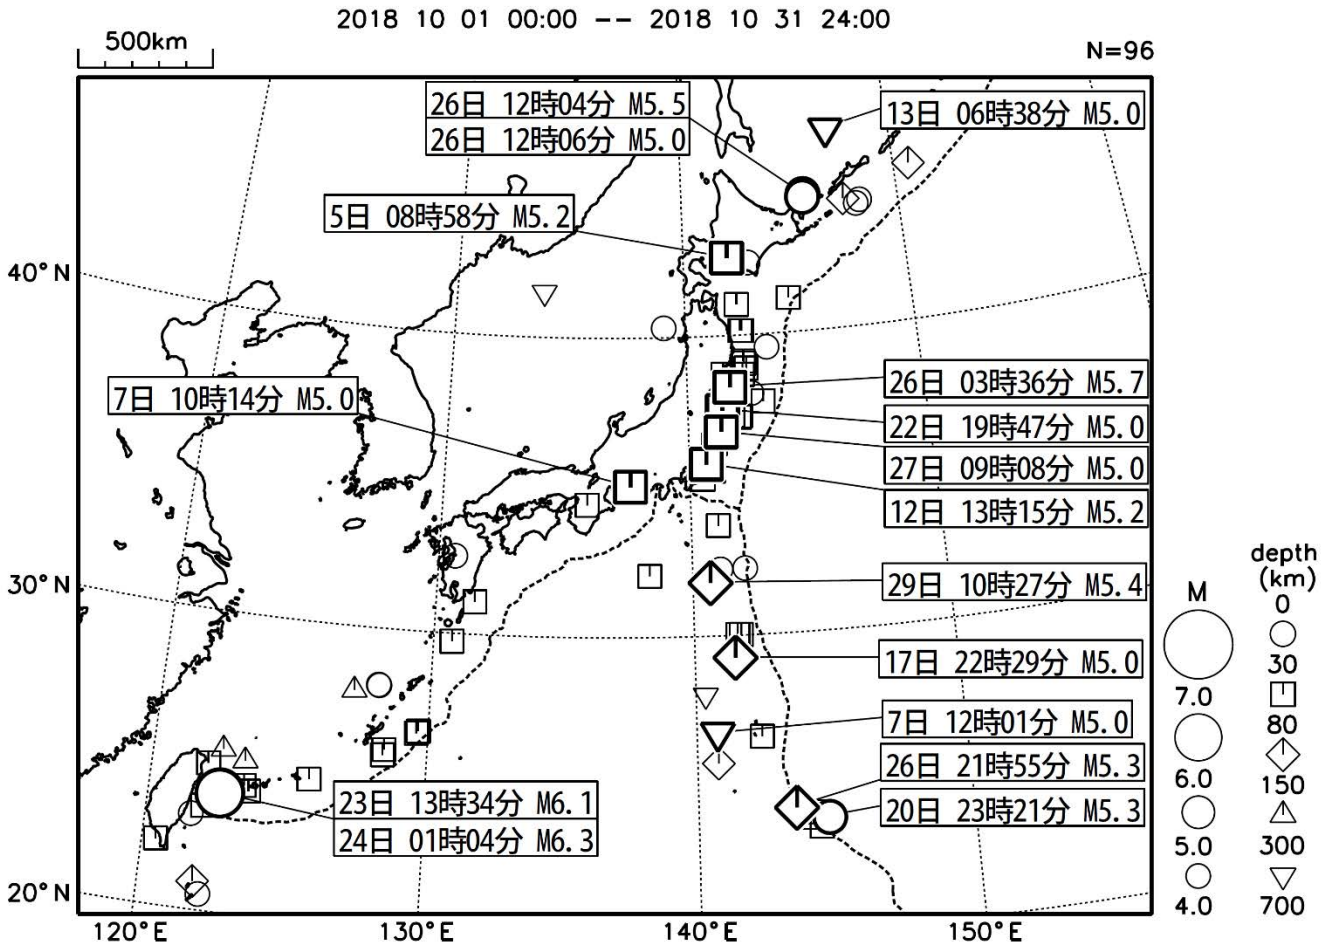 2018 10 01 00:00 -- 2018 10 31 24:00
500km
N=96
26日 12時04分 M5.5
26日 12時06分 M5.0
13日 06時38分 M5.0
5日 08時58分 M5.2
40°N
7日 10時14分 M5.0
26日 03時36分 M5.7
22日 19時47分 M5.0
27日 09時08分 M5.0
12日 13時15分 M5.2
30°N
29日 10時27分 M5.4
17日 22時29分 M5.0
7日 12時01分 M5.0
26日 21時55分 M5.3
20日 23時21分 M5.3
23日 13時34分 M6.1
24日 01時04分 M6.3
20°N
120°E
130°E
140°E
150°E
M
7.0
6.0
5.0
4.0
depth
(km)
0
30
80
150
300
700